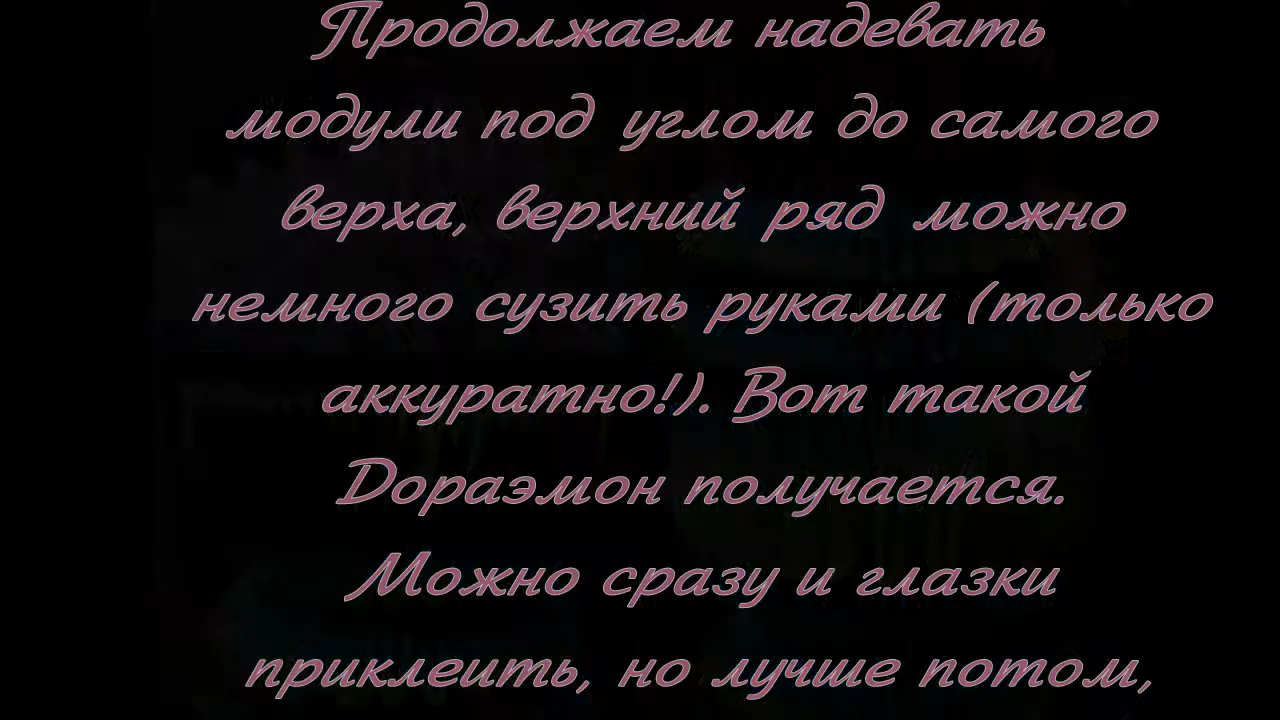 Продолжаем надевать
модули под углом до самого
верха, верхний ряд можно
немного сузить руками (только
аккуратно!). Вот такой
Дораэмон получается.
Можно сразу и глазки
приклеить, но лучше потом,